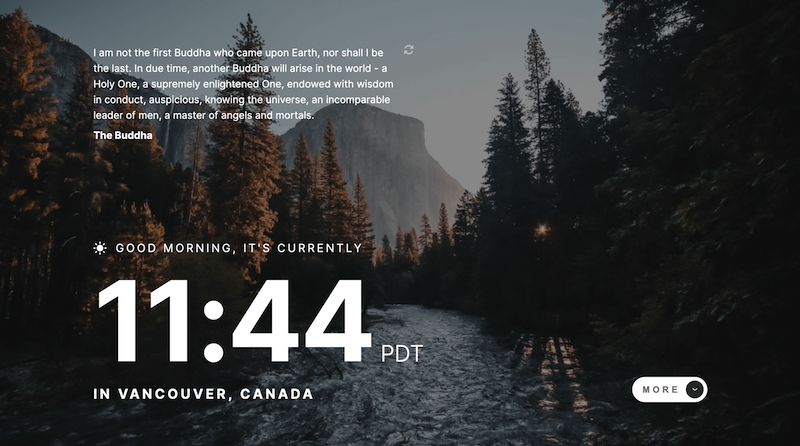 I am not the first Buddha who came upon Earth, nor shall I be
the last. In due time, another Buddha will arise in the world - a
Holy One, a supremely enlightened One, endowed with wisdom
in conduct, auspicious, knowing the universe, an incomparable
leader of men, a master of angels and mortals.
The Buddha
GOOD MORNING, IT'S CURRENTLY
11:44 PDT
IN VANCOUVER, CANADA
MORE